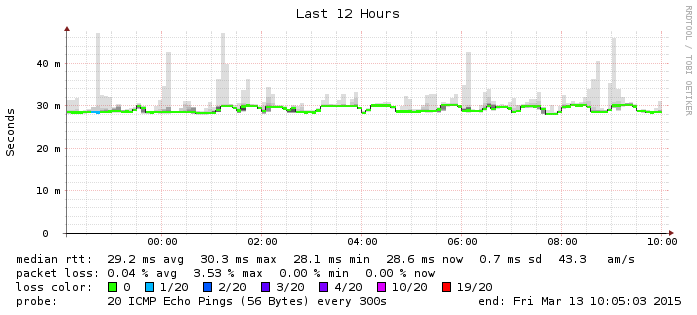 Last 12 Hours
RRDTOOL / TOBI OETIKER
Seconds
40 m
30 m
20 m
10 m
0
00:00 02:00 04:00 06:00 08:00 10:00
median rtt: 29.2 ms avg 30.3 ms max 28.1 ms min 28.6 ms now 0.7 ms sd 43.3 am/s
packet loss: 0.04 % avg 3.53 % max 0.00 % min 0.00 % now
loss color: 0 1/20 2/20 3/20 4/20 10/20 19/20
probe: 20 ICMP Echo Pings (56 Bytes) every 300s end: Fri Mar 13 10:05:03 2015